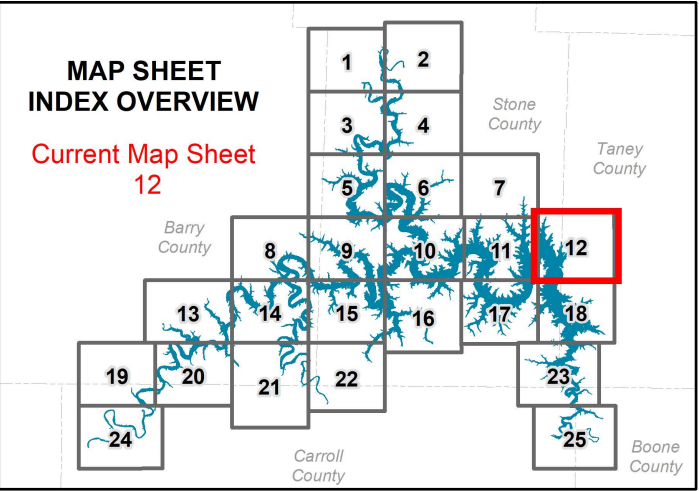 MAP SHEET
INDEX OVERVIEW
Current Map Sheet
12
1
2
3
4
Stone
County
Taney
County
5
6
7
Barry
County
8
9
10
11
12
13
14
15
16
17
18
19
20
21
22
23
24
25
Carroll
County
Boone
County